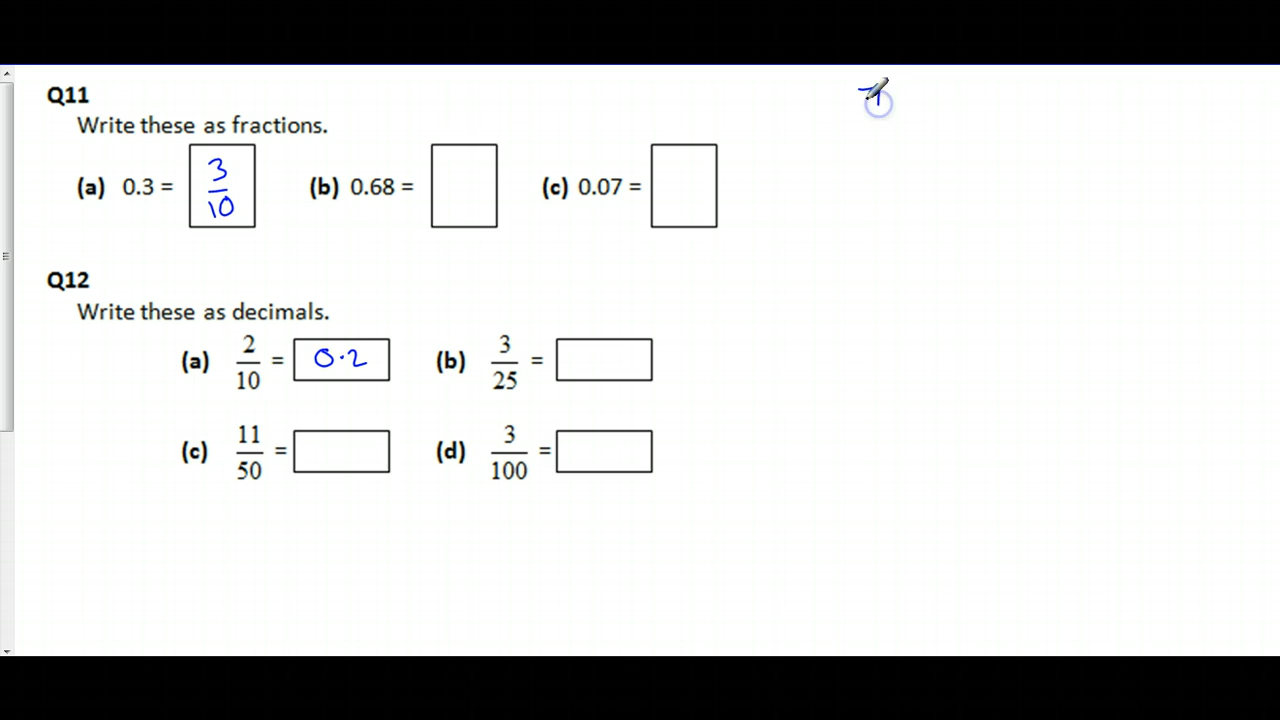 Q11
Write these as fractions.
(a) 0.3 = 3/10 (b) 0.68 = (c) 0.07 =
Q12
Write these as decimals.
(a) 2/10 = 0·2 (b) 3/25 =
(c) 11/50 = (d) 3/100 =